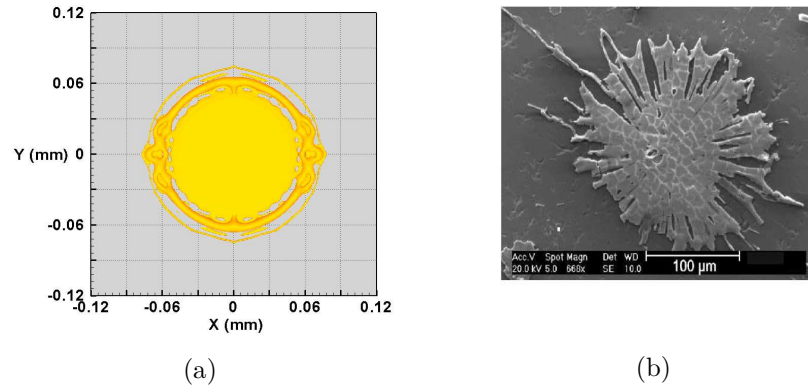 0.12
0.06
Y (mm) 0
-0.06
-0.12
-0.12 -0.06 0 0.06 0.12
X (mm)
(a)
Acc.V Spot Magn Det WD
20.0 kV 5.0 668x SE 10.0
100 µm
(b)